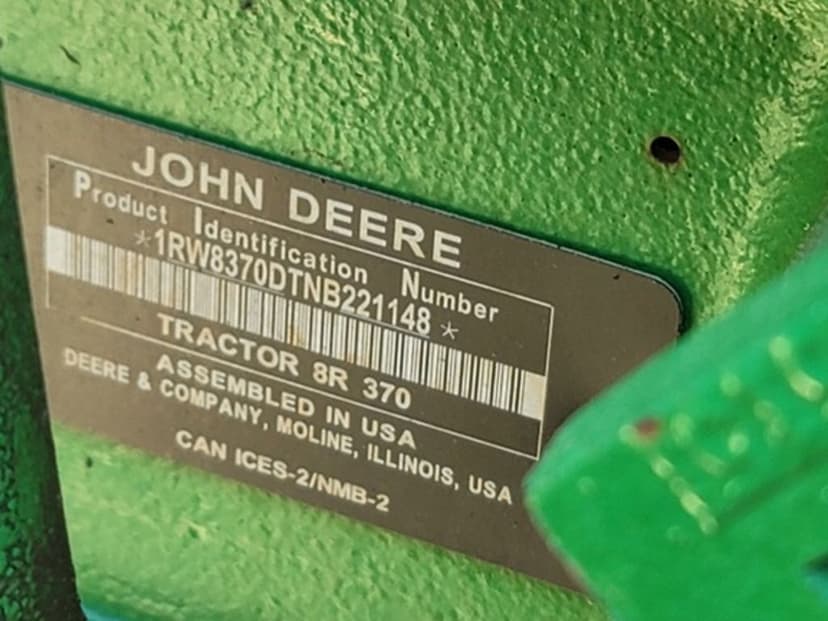 JOHN DEERE
Product Identification Number
*1RW8370DTNB221148*
TRACTOR 8R 370
ASSEMBLED IN USA
DEERE & COMPANY, MOLINE, ILLINOIS, USA
CAN ICES-2/NMB-2